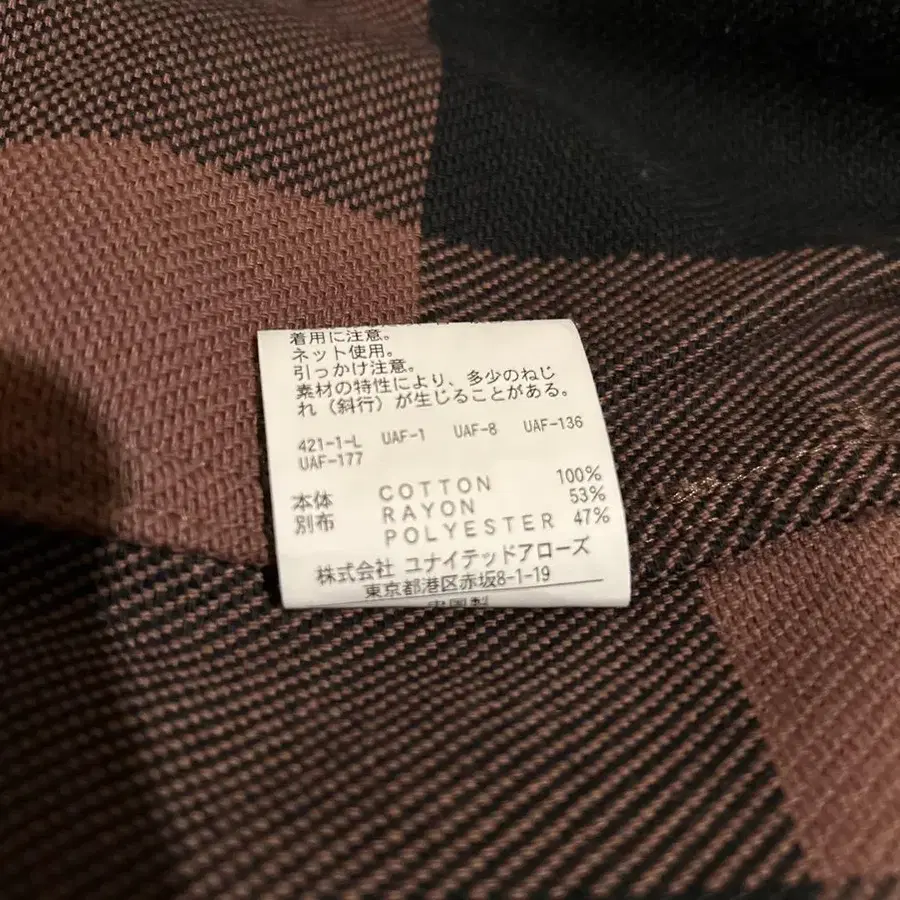 着用に注意。
ネット使用。
引っかけ注意。
素材の特性により、多少のねじ
れ（斜行）が生じることがある。
421-1-L UAF-1 UAF-8 UAF-136
UAF-177
本体 COTTON 100%
別布 RAYON 53%
POLYESTER 47%
株式会社 ユナイテッドアローズ
東京都港区赤坂8-1-19